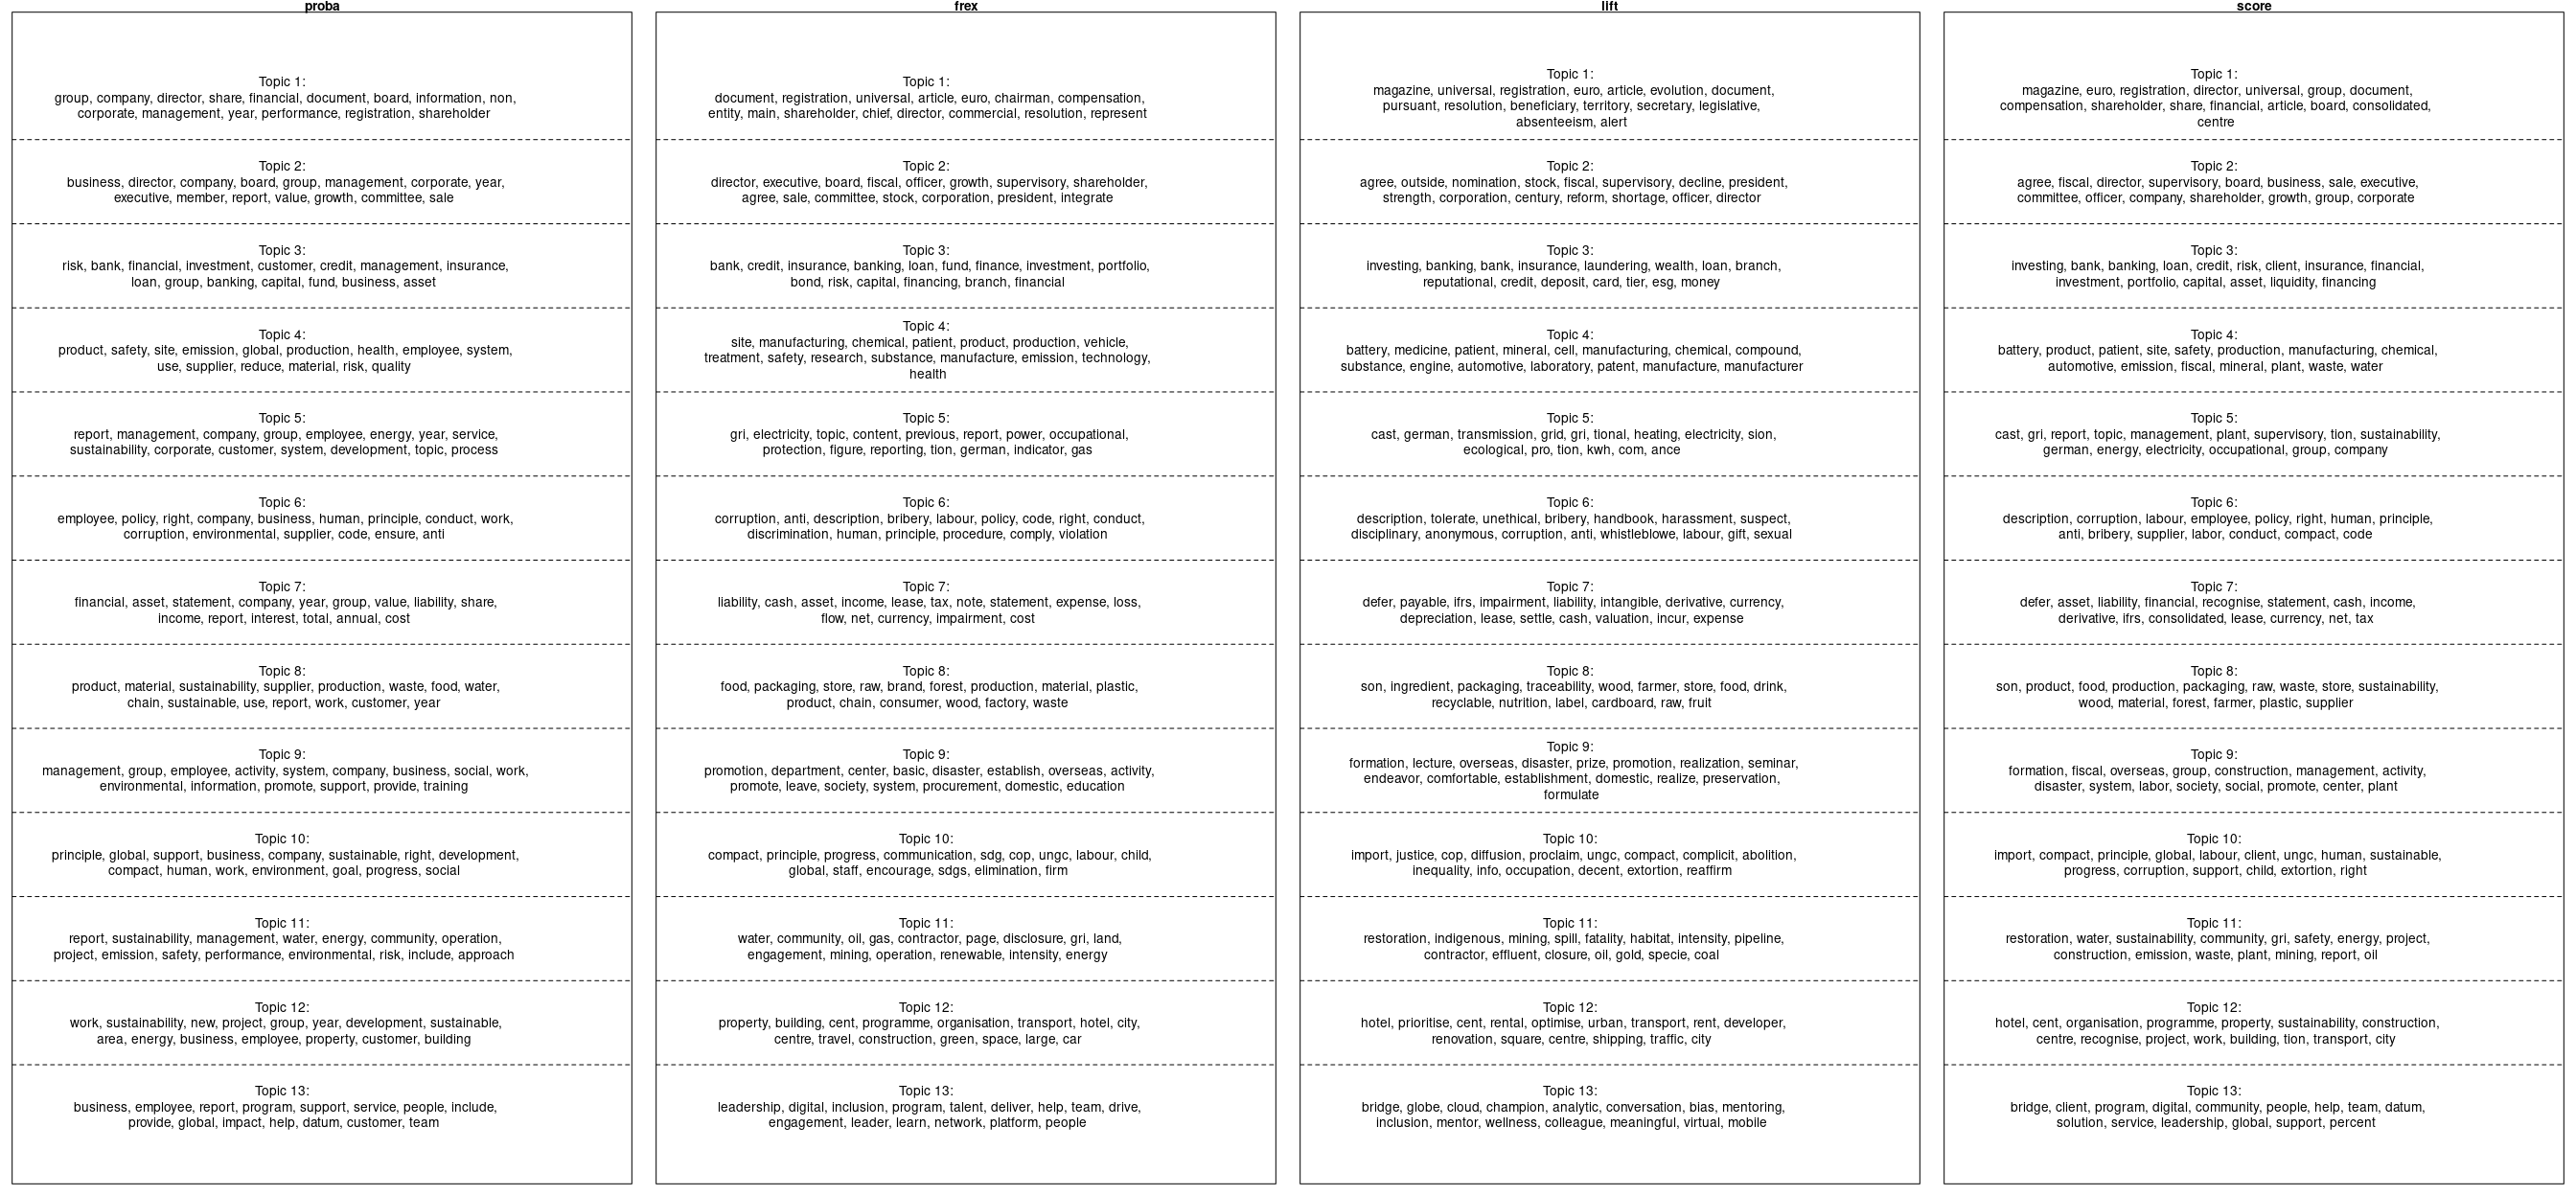 proba
Topic 1:
group, company, director, share, financial, document, board, information, non,
corporate, management, year, performance, registration, shareholder
Topic 2:
business, director, company, board, group, management, corporate, year,
executive, member, report, value, growth, committee, sale
Topic 3:
risk, bank, financial, investment, customer, credit, management, insurance,
loan, group, banking, capital, fund, business, asset
Topic 4:
product, safety, site, emission, global, production, health, employee, system,
use, supplier, reduce, material, risk, quality
Topic 5:
report, management, company, group, employee, energy, year, service,
sustainability, corporate, customer, system, development, topic, process
Topic 6:
employee, policy, right, company, business, human, principle, conduct, work,
corruption, environmental, supplier, code, ensure, anti
Topic 7:
financial, asset, statement, company, year, group, value, liability, share,
income, report, interest, total, annual, cost
Topic 8:
product, material, sustainability, supplier, production, waste, food, water,
chain, sustainable, use, report, work, customer, year
Topic 9:
management, group, employee, activity, system, company, business, social, work,
environmental, information, promote, support, provide, training
Topic 10:
principle, global, support, business, company, sustainable, right, development,
compact, human, work, environment, goal, progress, social
Topic 11:
report, sustainability, management, water, energy, community, operation,
project, emission, safety, performance, environmental, risk, include, approach
Topic 12:
work, sustainability, new, project, group, year, development, sustainable,
area, energy, business, employee, property, customer, building
Topic 13:
business, employee, report, program, support, service, people, include,
provide, global, impact, help, datum, customer, team
frex
Topic 1:
document, registration, universal, article, euro, chairman, compensation,
entity, main, shareholder, chief, director, commercial, resolution, represent
Topic 2:
director, executive, board, fiscal, officer, growth, supervisory, shareholder,
agree, sale, committee, stock, corporation, president, integrate
Topic 3:
bank, credit, insurance, banking, loan, fund, finance, investment, portfolio,
bond, risk, capital, financing, branch, financial
Topic 4:
site, manufacturing, chemical, patient, product, production, vehicle,
treatment, safety, research, substance, manufacture, emission, technology,
health
Topic 5:
gri, electricity, topic, content, previous, report, power, occupational,
protection, figure, reporting, tion, german, indicator, gas
Topic 6:
corruption, anti, description, bribery, labour, policy, code, right, conduct,
discrimination, human, principle, procedure, comply, violation
Topic 7:
liability, cash, asset, income, lease, tax, note, statement, expense, loss,
flow, net, currency, impairment, cost
Topic 8:
food, packaging, store, raw, brand, forest, production, material, plastic,
product, chain, consumer, wood, factory, waste
Topic 9:
promotion, department, center, basic, disaster, establish, overseas, activity,
promote, leave, society, system, procurement, domestic, education
Topic 10:
compact, principle, progress, communication, sdg, cop, ungc, labour, child,
global, staff, encourage, sdgs, elimination, firm
Topic 11:
water, community, oil, gas, contractor, page, disclosure, gri, land,
engagement, mining, operation, renewable, intensity, energy
Topic 12:
property, building, cent, programme, organisation, transport, hotel, city,
centre, travel, construction, green, space, large, car
Topic 13:
leadership, digital, inclusion, program, talent, deliver, help, team, drive,
engagement, leader, learn, network, platform, people
lift
Topic 1:
magazine, universal, registration, euro, article, evolution, document,
pursuant, resolution, beneficiary, territory, secretary, legislative,
absenteeism, alert
Topic 2:
agree, outside, nomination, stock, fiscal, supervisory, decline, president,
strength, corporation, century, reform, shortage, officer, director
Topic 3:
investing, banking, bank, insurance, laundering, wealth, loan, branch,
reputational, credit, deposit, card, tier, esg, money
Topic 4:
battery, medicine, patient, mineral, cell, manufacturing, chemical, compound,
substance, engine, automotive, laboratory, patent, manufacture, manufacturer
Topic 5:
cast, german, transmission, grid, gri, tional, heating, electricity, sion,
ecological, pro, tion, kwh, com, ance
Topic 6:
description, tolerate, unethical, bribery, handbook, harassment, suspect,
disciplinary, anonymous, corruption, anti, whistleblowe, labour, gift, sexual
Topic 7:
defer, payable, ifrs, impairment, liability, intangible, derivative, currency,
depreciation, lease, settle, cash, valuation, incur, expense
Topic 8:
son, ingredient, packaging, traceability, wood, farmer, store, food, drink,
recyclable, nutrition, label, cardboard, raw, fruit
Topic 9:
formation, lecture, overseas, disaster, prize, promotion, realization, seminar,
endeavor, comfortable, establishment, domestic, realize, preservation,
formulate
Topic 10:
import, justice, cop, diffusion, proclaim, ungc, compact, complicit, abolition,
inequality, info, occupation, decent, extortion, reaffirm
Topic 11:
restoration, indigenous, mining, spill, fatality, habitat, intensity, pipeline,
contractor, effluent, closure, oil, gold, specie, coal
Topic 12:
hotel, prioritise, cent, rental, optimise, urban, transport, rent, developer,
renovation, square, centre, shipping, traffic, city
Topic 13:
bridge, globe, cloud, champion, analytic, conversation, bias, mentoring,
inclusion, mentor, wellness, colleague, meaningful, virtual, mobile
score
Topic 1:
magazine, euro, registration, director, universal, group, document,
compensation, shareholder, share, financial, article, board, consolidated,
centre
Topic 2:
agree, fiscal, director, supervisory, board, business, sale, executive,
committee, officer, company, shareholder, growth, group, corporate
Topic 3:
investing, bank, banking, loan, credit, risk, client, insurance, financial,
investment, portfolio, capital, asset, liquidity, financing
Topic 4:
battery, product, patient, site, safety, production, manufacturing, chemical,
automotive, emission, fiscal, mineral, plant, waste, water
Topic 5:
cast, gri, report, topic, management, plant, supervisory, tion, sustainability,
german, energy, electricity, occupational, group, company
Topic 6:
description, corruption, labour, employee, policy, right, human, principle,
anti, bribery, supplier, labor, conduct, compact, code
Topic 7:
defer, asset, liability, financial, recognise, statement, cash, income,
derivative, ifrs, consolidated, lease, currency, net, tax
Topic 8:
son, product, food, production, packaging, raw, waste, store, sustainability,
wood, material, forest, farmer, plastic, supplier
Topic 9:
formation, fiscal, overseas, group, construction, management, activity,
disaster, system, labor, society, social, promote, center, plant
Topic 10:
import, compact, principle, global, labour, client, ungc, human, sustainable,
progress, corruption, support, child, extortion, right
Topic 11:
restoration, water, sustainability, community, gri, safety, energy, project,
construction, emission, waste, plant, mining, report, oil
Topic 12:
hotel, cent, organisation, programme, property, sustainability, construction,
centre, recognise, project, work, building, tion, transport, city
Topic 13:
bridge, client, program, digital, community, people, help, team, datum,
solution, service, leadership, global, support, percent